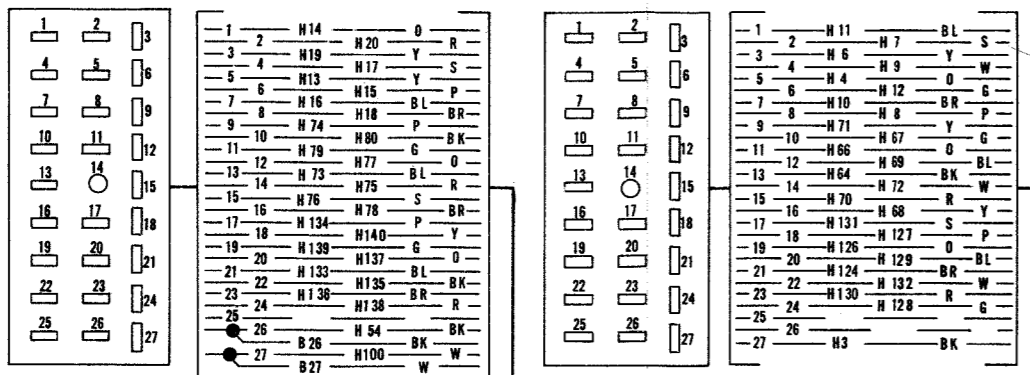 1 2 3
4 5 6
7 8 9
10 11 12
13 14 15
16 17 18
19 20 21
22 23 24
25 26 27
1 H14 O
2 H20 R
3 H19 Y
4 H17 S
5 H13 Y
6 H15 P
7 H16 BL
8 H18 BR
9 H74 P
10 H80 BK
11 H79 G
12 H77 O
13 H73 BL
14 H75 R
15 H76 S
16 H78 BR
17 H134 P
18 H140 Y
19 H139 G
20 H137 O
21 H133 BL
22 H135 BK
23 H136 BR
24 H138 R
25
26 H54 BK
B26 BK
27 H100 W
B27 W
1 2 3
4 5 6
7 8 9
10 11 12
13 14 15
16 17 18
19 20 21
22 23 24
25 26 27
1 H11 BL
2 H7 S
3 H6 Y
4 H9 W
5 H4 O
6 H12 G
7 H10 BR
8 H8 P
9 H71 Y
10 H67 G
11 H66 O
12 H69 BL
13 H64 BK
14 H72 W
15 H70 R
16 H68 Y
17 H131 S
18 H127 P
19 H126 O
20 H129 BL
21 H124 BR
22 H132 W
23 H130 R
24 H128 G
25
26
27 H3 BK